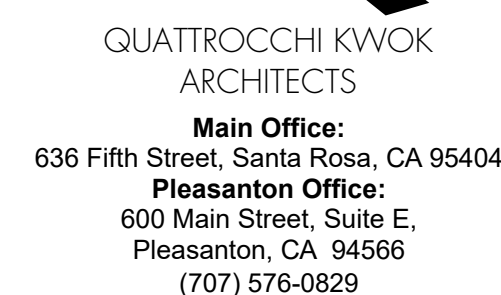 QUATTROCCHI KWOK
ARCHITECTS
Main Office:
636 Fifth Street, Santa Rosa, CA 95404
Pleasanton Office:
600 Main Street, Suite E,
Pleasanton, CA  94566
(707) 576-0829